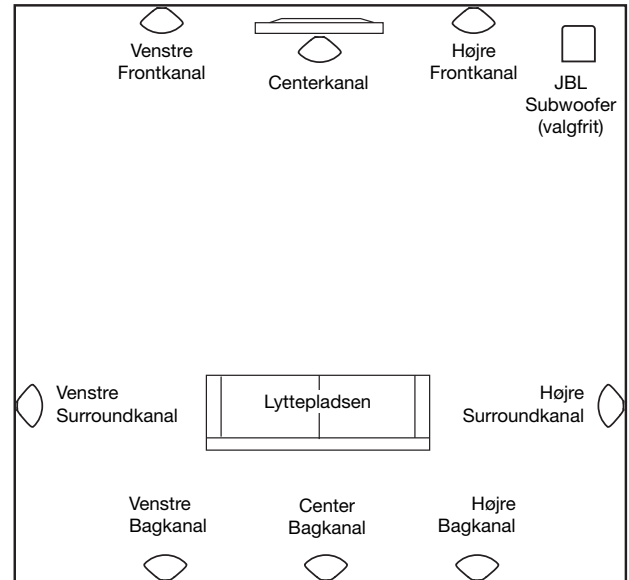 Venstre
Frontkanal
Centerkanal
Højre
Frontkanal
JBL
Subwoofer
(valgfrit)
Venstre
Surroundkanal
Lyttepladsen
Højre
Surroundkanal
Venstre
Bagkanal
Center
Bagkanal
Højre
Bagkanal